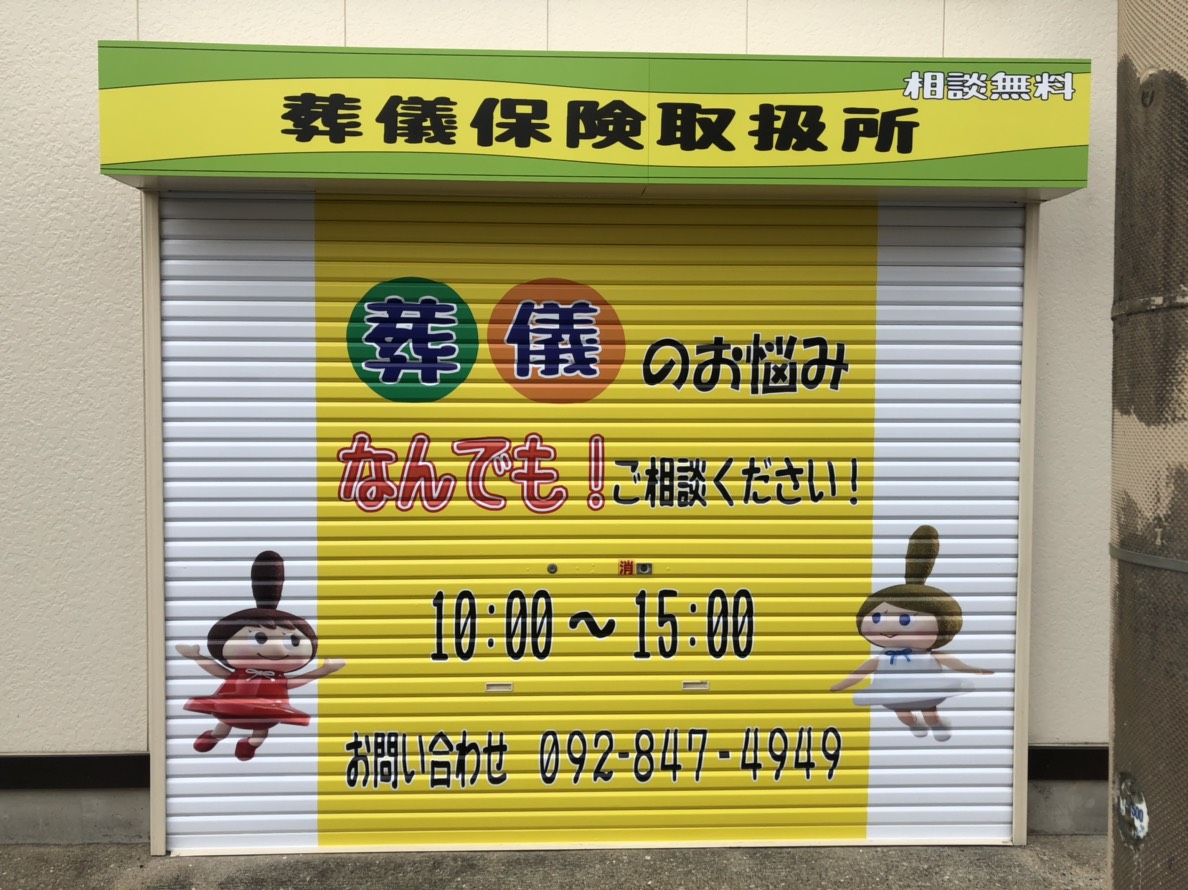 相談無料
葬儀保険取扱所
葬儀のお悩み
なんでも!ご相談ください!
消
10:00〜15:00
お問い合わせ 092-847-4949